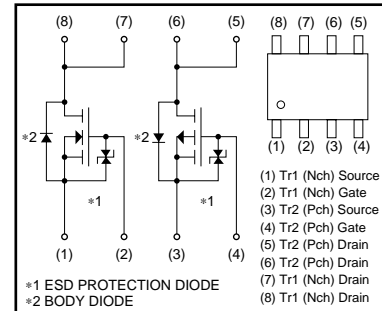 (8) (7) (6) (5)
(8) (7) (6) (5)
*2 *2
*1 *1
(1) (2) (3) (4)
(1) (2) (3) (4)
(1) Tr1 (Nch) Source
(2) Tr1 (Nch) Gate
(3) Tr2 (Pch) Source
(4) Tr2 (Pch) Gate
(5) Tr2 (Pch) Drain
(6) Tr2 (Pch) Drain
(7) Tr1 (Nch) Drain
(8) Tr1 (Nch) Drain
*1 ESD PROTECTION DIODE
*2 BODY DIODE